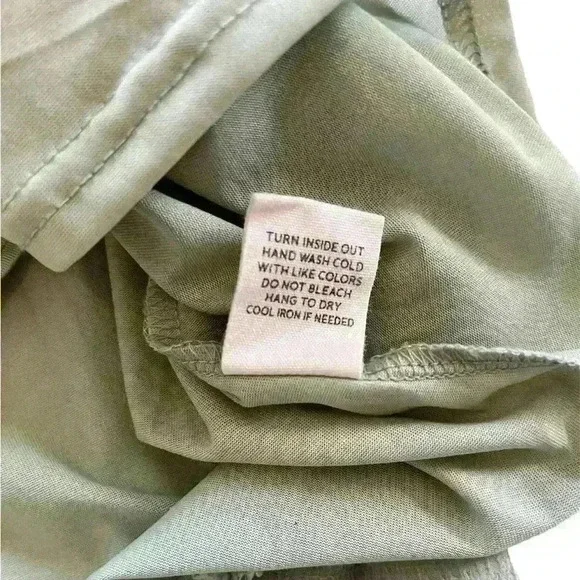 TURN INSIDE OUT
HAND WASH COLD
WITH LIKE COLORS
DO NOT BLEACH
HANG TO DRY
COOL IRON IF NEEDED